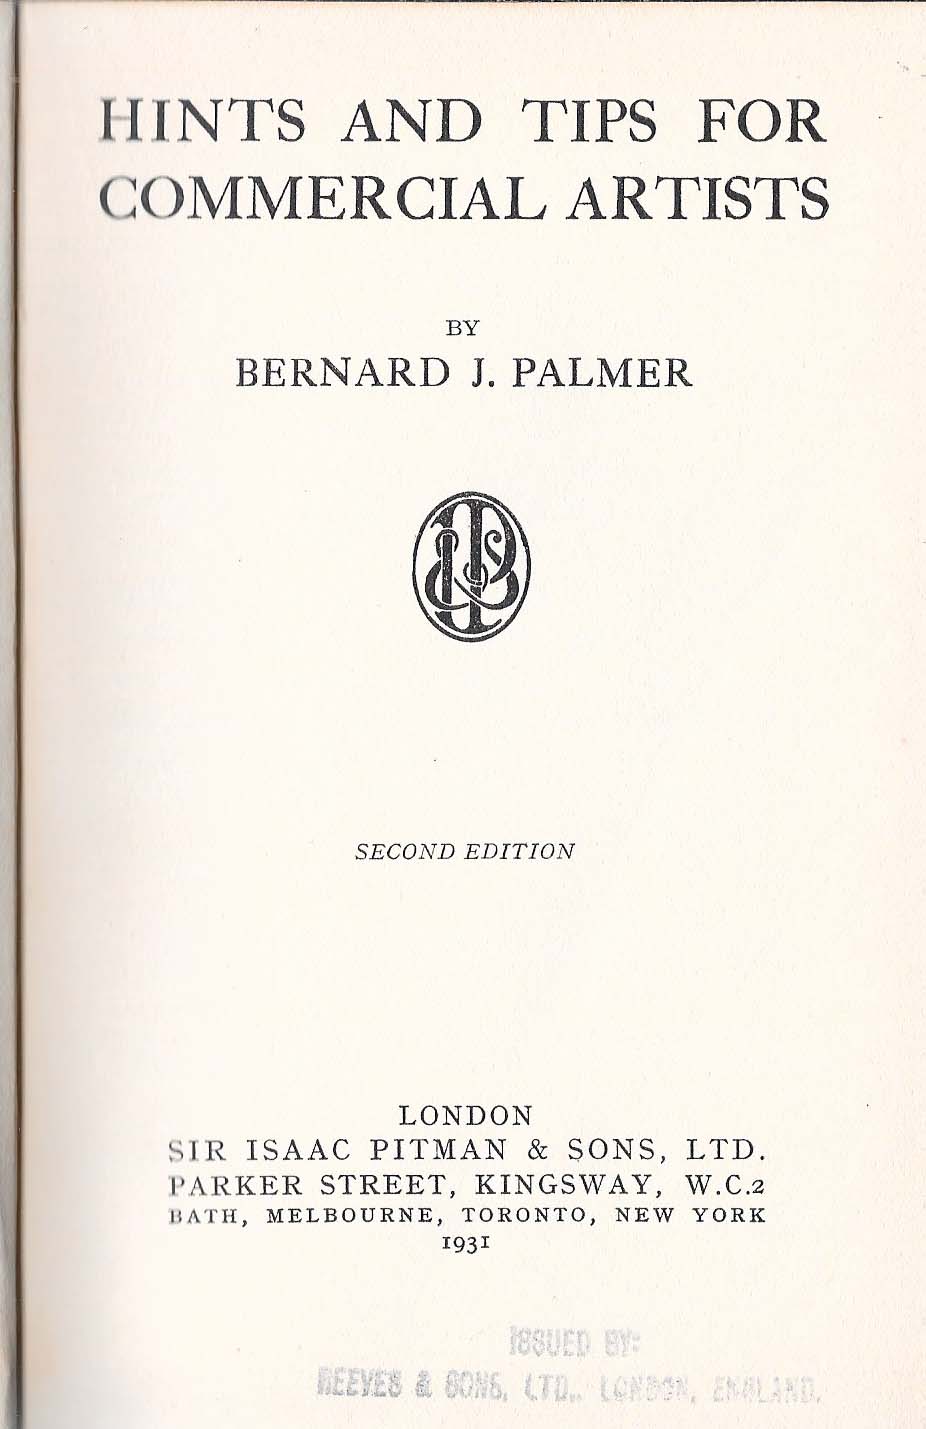 HINTS AND TIPS FOR
COMMERCIAL ARTISTS
BY
BERNARD J. PALMER
SECOND EDITION
LONDON
SIR ISAAC PITMAN & SONS, LTD.
PARKER STREET, KINGSWAY, W.C.2
BATH, MELBOURNE, TORONTO, NEW YORK
1931
ISSUED BY:
REEVES & SONS, LTD., LONDON, ENGLAND.